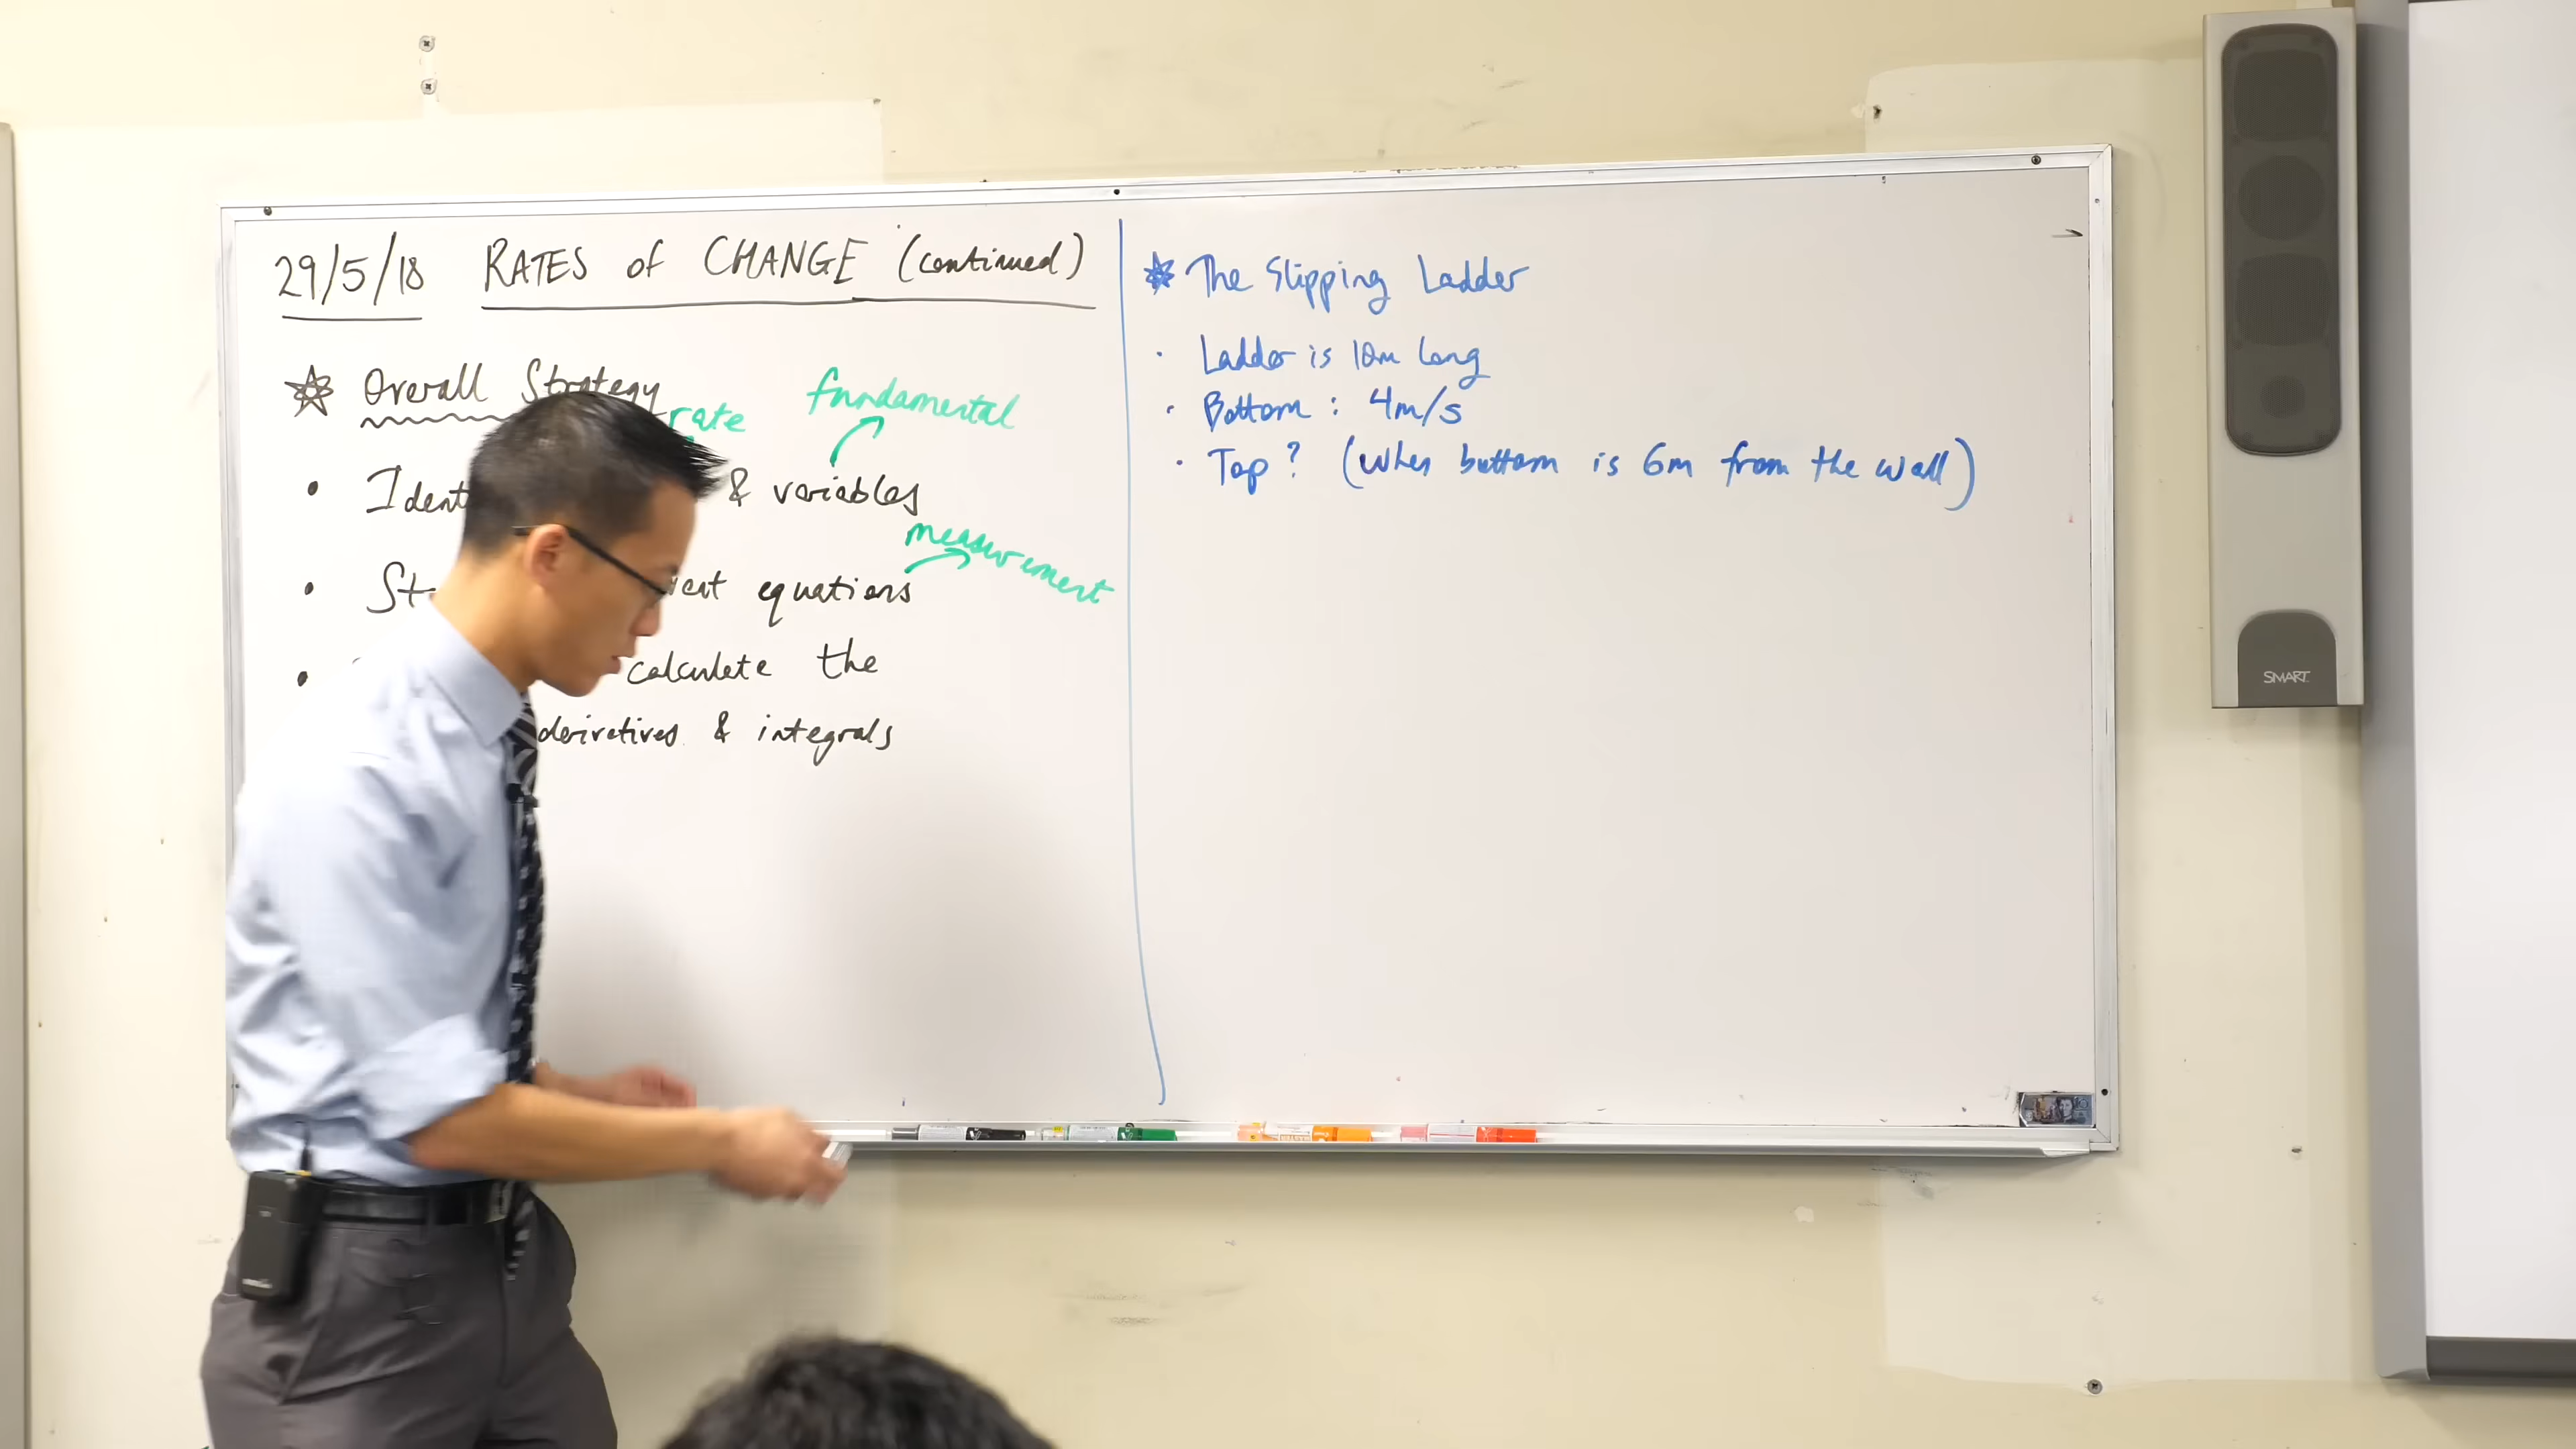 29/5/18 RATES of CHANGE (continued)
Overall Strategy
rate
fundamental
Ident & variables
measurement
St equations
calculate the
derivatives & integrals
The Slipping Ladder
Ladder is 10m long
Bottom : 4m/s
Top? (when bottom is 6m from the wall)
SMART